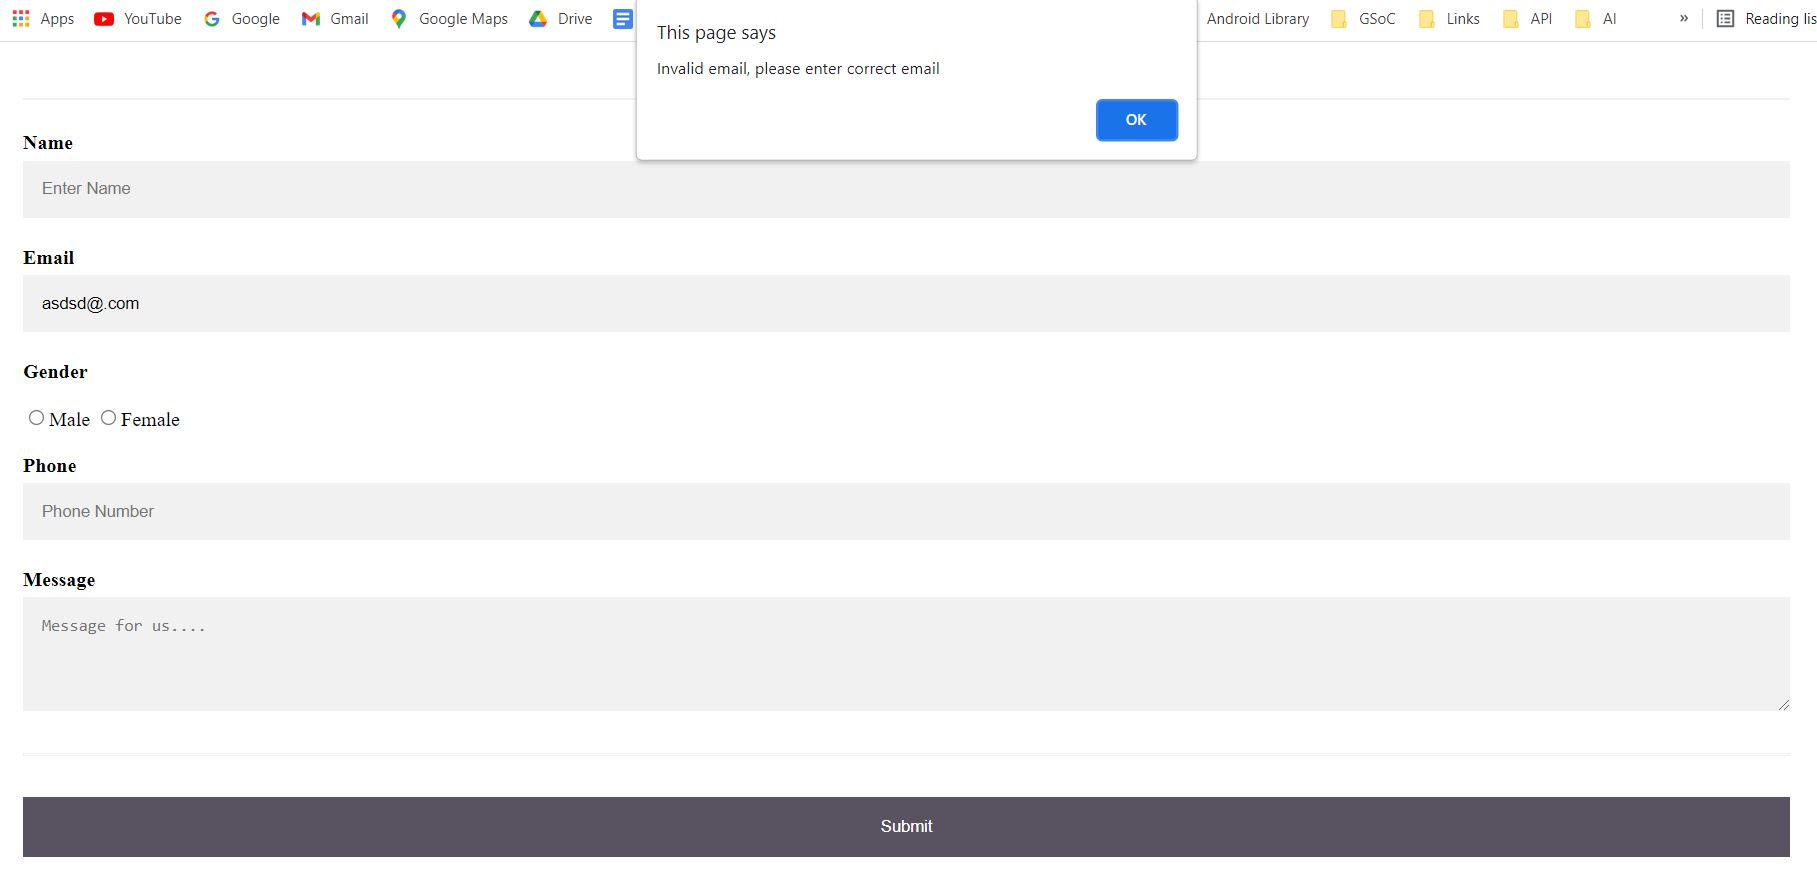 Apps YouTube Google Gmail Google Maps Drive Android Library GSoC Links API AI » Reading lis
This page says
Invalid email, please enter correct email
OK
Name
Enter Name
Email
asdsd@.com
Gender
Male Female
Phone
Phone Number
Message
Message for us....
Submit